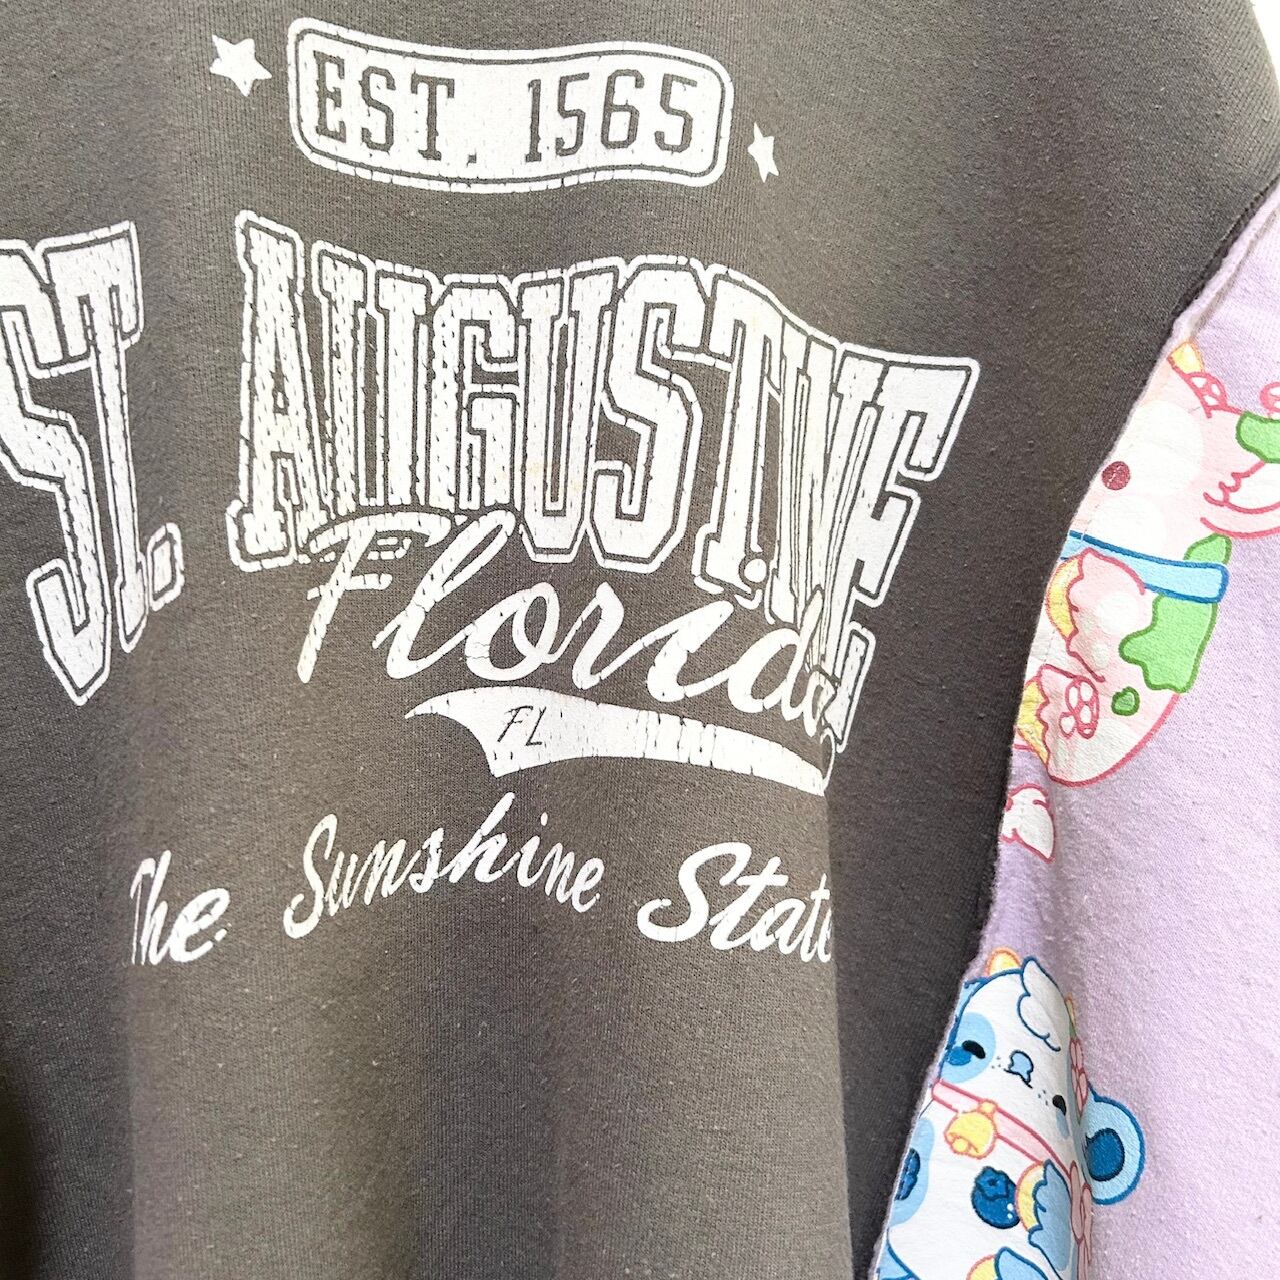 EST. 1565
ST. AUGUSTINE
Florida
FL
The Sunshine State